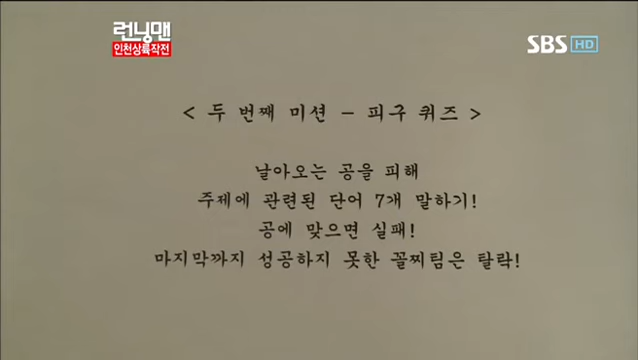 런닝맨
인천상륙작전
SBS HD
< 두 번째 미션 - 피구 퀴즈 >
날아오는 공을 피해
주제에 관련된 단어 7개 말하기!
공에 맞으면 실패!
마지막까지 성공하지 못한 꼴찌팀은 탈락!